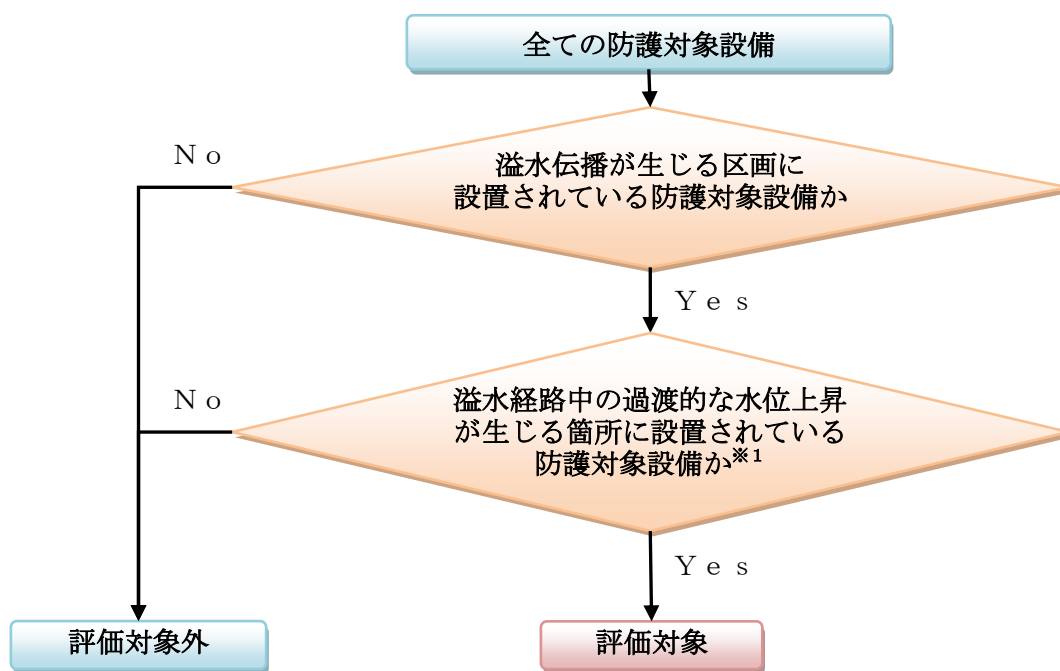 全ての防護対象設備
Ｎｏ
溢水伝播が生じる区画に
設置されている防護対象設備か
Ｙｅｓ
Ｎｏ
溢水経路中の過渡的な水位上昇
が生じる箇所に設置されている
防護対象設備か※1
Ｙｅｓ
評価対象外
評価対象